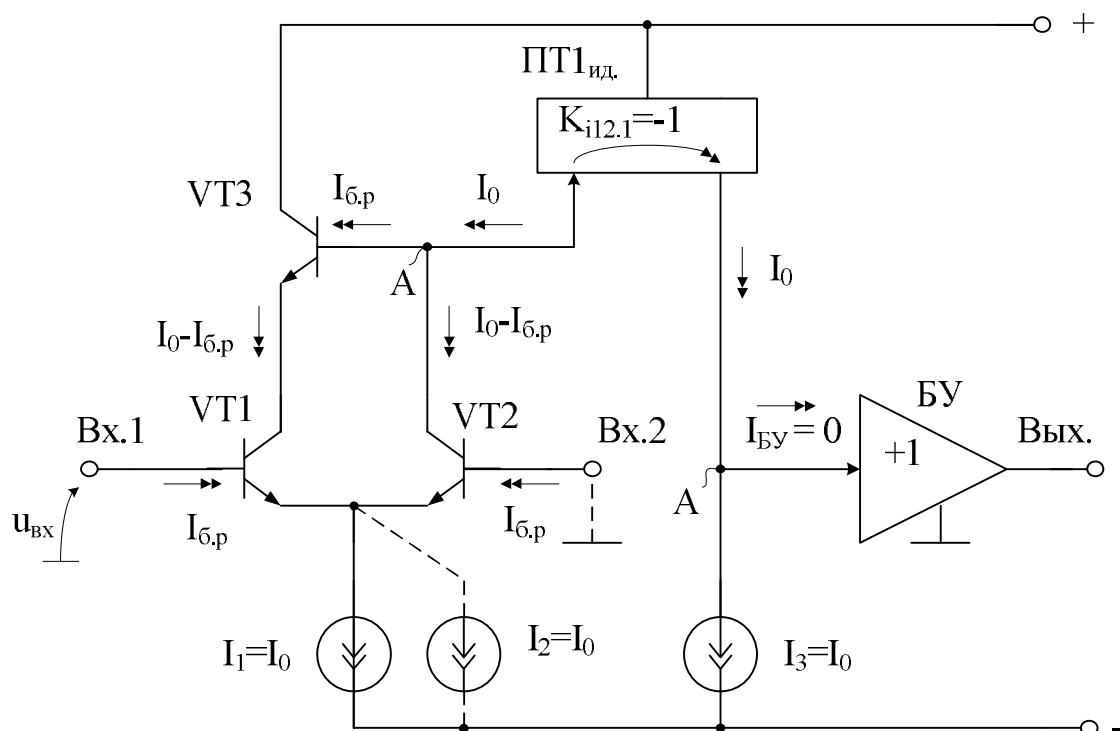 +
ПТ1ид.
Ki12.1=-1
VT3
Iб.р
I0
A
I0
I0-Iб.р
I0-Iб.р
VT1
VT2
БУ
Вх.1
Вх.2
IБУ = 0
+1
Вых.
A
uвх
Iб.р
Iб.р
I1=I0
I2=I0
I3=I0
-